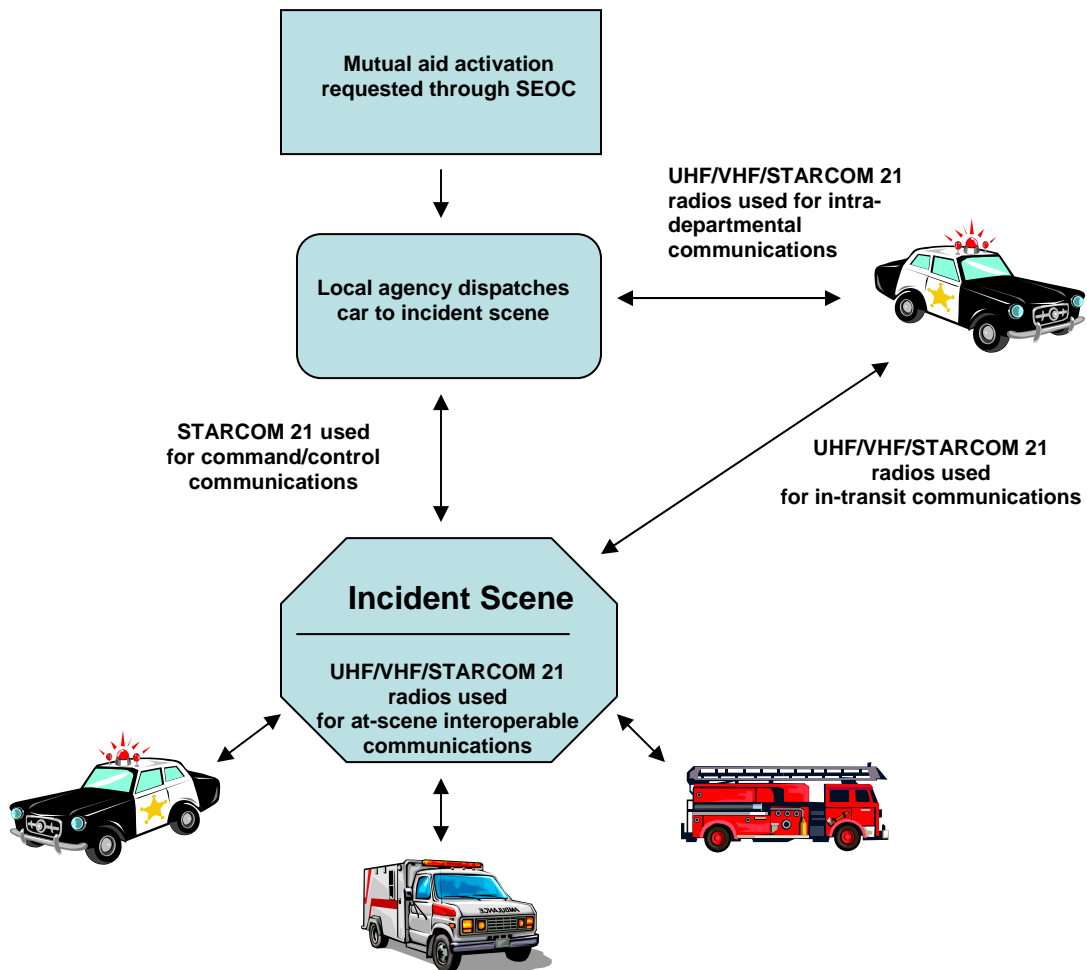 Mutual aid activation
requested through SEOC
UHF/VHF/STARCOM 21
radios used for intra-
departmental
communications
Local agency dispatches
car to incident scene
STARCOM 21 used
for command/control
communications
UHF/VHF/STARCOM 21
radios used
for in-transit communications
Incident Scene
UHF/VHF/STARCOM 21
radios used
for at-scene interoperable
communications
AMBULANCE